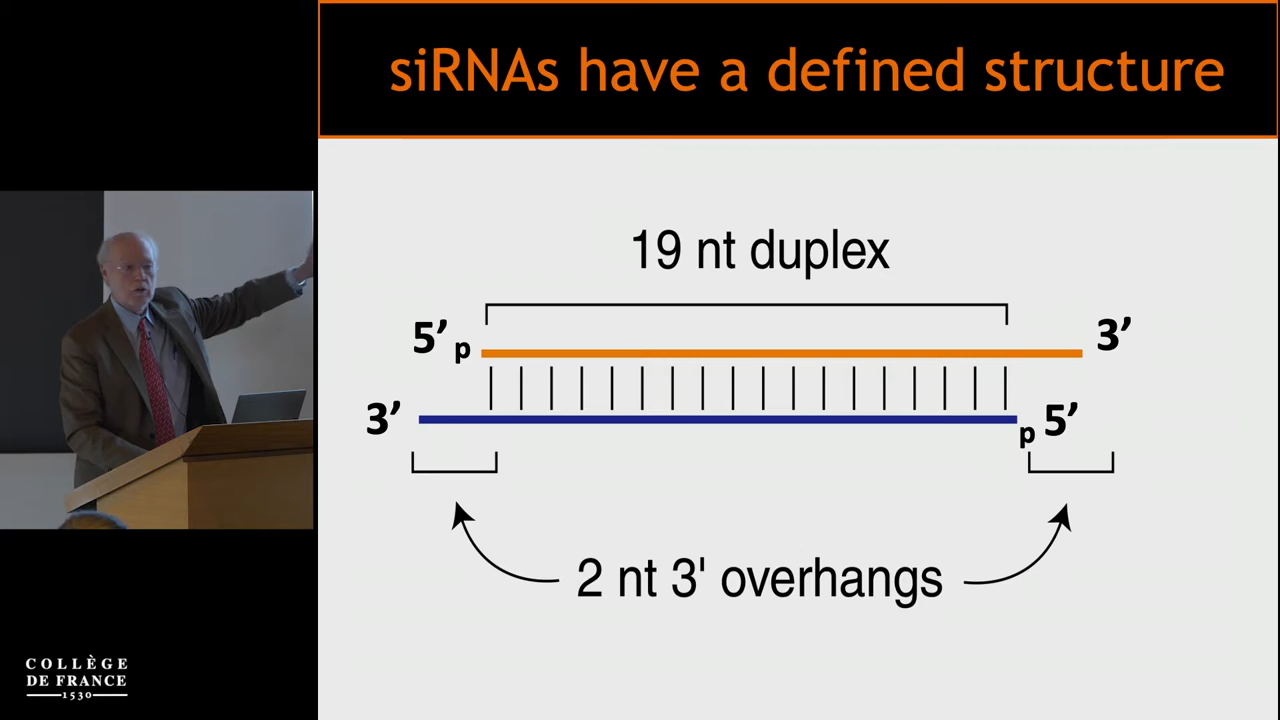 siRNAs have a defined structure
19 nt duplex
5’ p 3’
3’ p 5’
2 nt 3' overhangs
COLLÈGE
DE FRANCE
1530